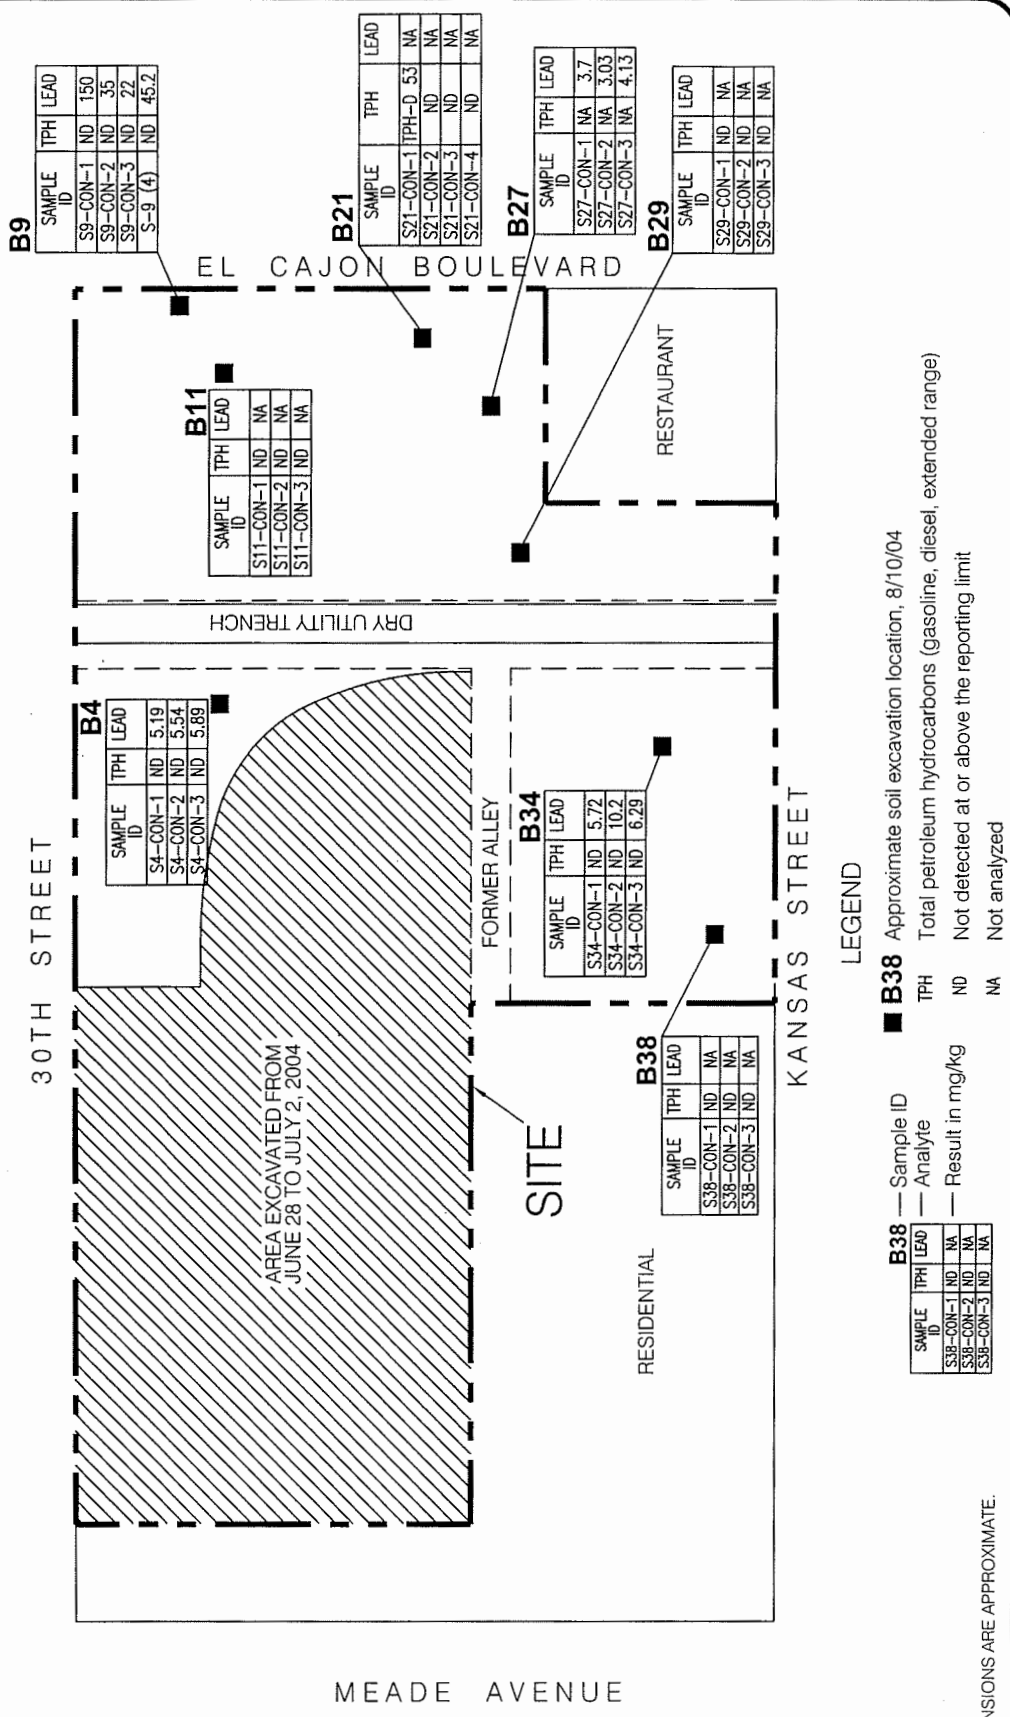 30TH STREET
EL CAJON BOULEVARD
MEADE AVENUE
KANSAS STREET
B9
SAMPLE ID TPH LEAD
S9-CON-1 ND 150
S9-CON-2 ND 35
S9-CON-3 ND 22
S-9 (4) ND 45.2
B21
SAMPLE ID TPH LEAD
S21-CON-1 TPH-D 53 NA
S21-CON-2 ND NA
S21-CON-3 ND NA
S21-CON-4 ND NA
B27
SAMPLE ID TPH LEAD
S27-CON-1 NA 3.7
S27-CON-2 NA 3.03
S27-CON-3 NA 4.13
B29
SAMPLE ID TPH LEAD
S29-CON-1 ND NA
S29-CON-2 ND NA
S29-CON-3 ND NA
B11
SAMPLE ID TPH LEAD
S11-CON-1 ND NA
S11-CON-2 ND NA
S11-CON-3 ND NA
RESTAURANT
DRY UTILITU TRENCH
B4
SAMPLE ID TPH LEAD
S4-CON-1 ND 5.19
S4-CON-2 ND 5.54
S4-CON-3 ND 5.89
FORMER ALLEY
B34
SAMPLE ID TPH LEAD
S34-CON-1 ND 5.72
S34-CON-2 ND 10.2
S34-CON-3 ND 6.29
AREA EXCAVATED FROM
JUNE 28 TO JULY 2, 2004
SITE
B38
SAMPLE ID TPH LEAD
S38-CON-1 ND NA
S38-CON-2 ND NA
S38-CON-3 ND NA
RESIDENTIAL
LEGEND
B38 — Sample ID
— Analyte
— Result in mg/kg
SAMPLE ID TPH LEAD
S38-CON-1 ND NA
S38-CON-2 ND NA
S38-CON-3 ND NA
B38 Approximate soil excavation location, 8/10/04
TPH Total petroleum hydrocarbons (gasoline, diesel, extended range)
ND Not detected at or above the reporting limit
NA Not analyzed
NSIONS ARE APPROXIMATE.